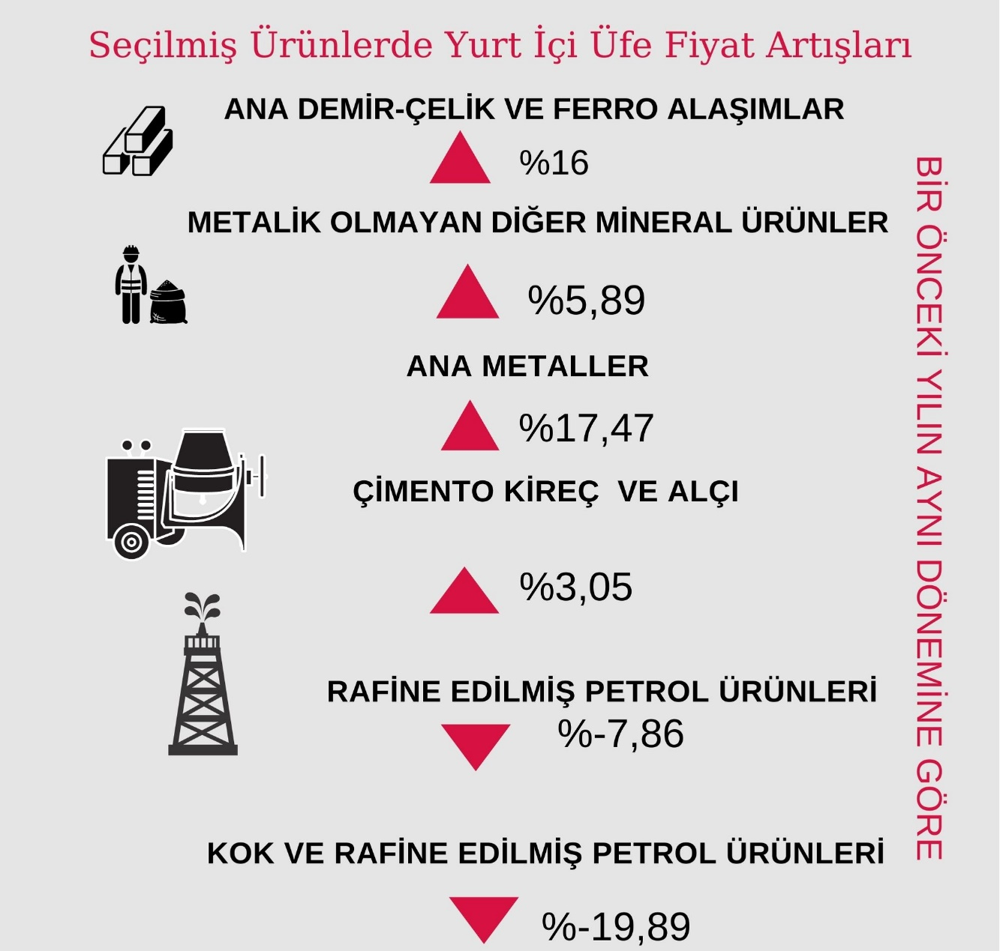 Seçilmiş Ürünlerde Yurt İçi Üfe Fiyat Artışları
ANA DEMİR-ÇELİK VE FERRO ALAŞIMLAR
%16
METALİK OLMAYAN DİĞER MİNERAL ÜRÜNLER
%5,89
ANA METALLER
%17,47
ÇİMENTO KİREÇ  VE ALÇI
%3,05
RAFİNE EDİLMİŞ PETROL ÜRÜNLERİ
%-7,86
KOK VE RAFİNE EDİLMİŞ PETROL ÜRÜNLERİ
%-19,89
BİR ÖNCEKİ YILIN AYNI DÖNEMİNE GÖRE